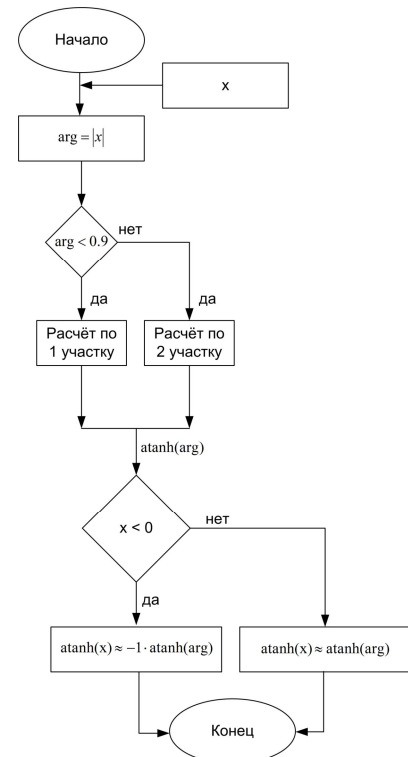 Начало
x
arg = |x|
нет
arg < 0.9
да
да
Расчёт по
1 участку
Расчёт по
2 участку
atanh(arg)
x < 0
нет
да
atanh(x) ≈ −1· atanh(arg)
atanh(x) ≈ atanh(arg)
Конец